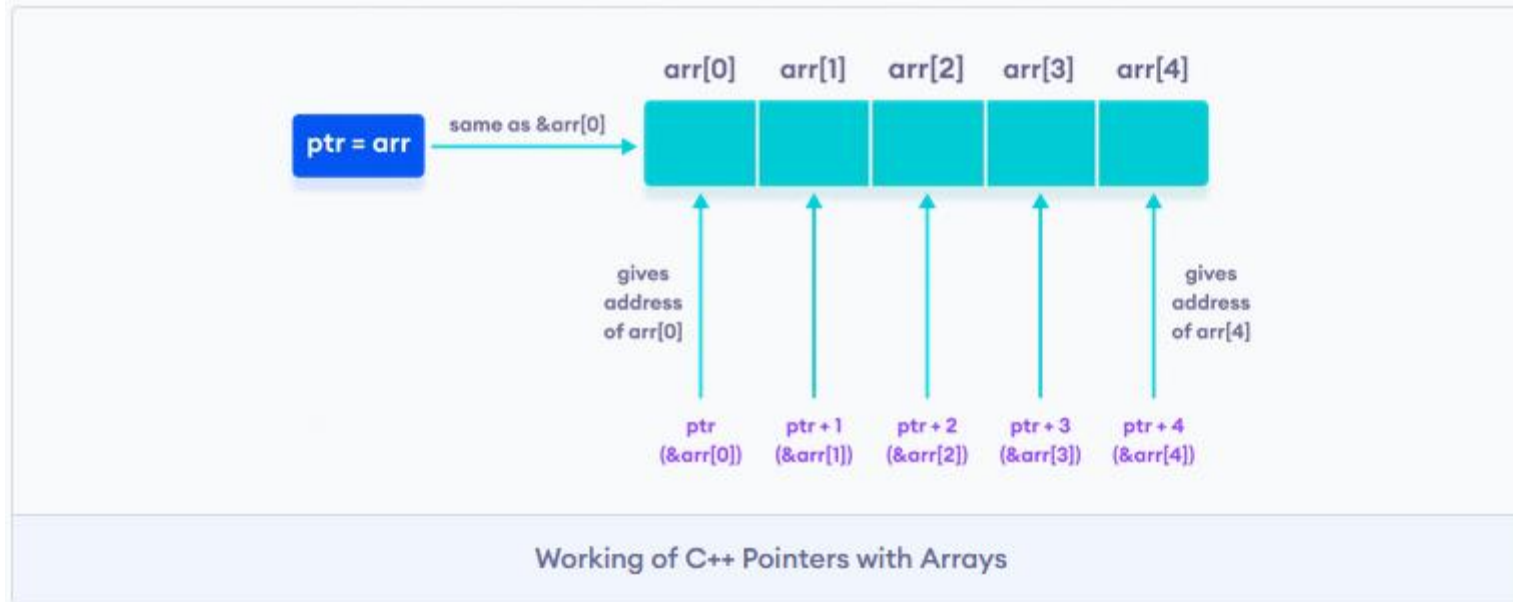 arr[0] arr[1] arr[2] arr[3] arr[4]
ptr = arr
same as &arr[0]
gives
address
of arr[0]
gives
address
of arr[4]
ptr ptr + 1 ptr + 2 ptr + 3 ptr + 4
(&arr[0]) (&arr[1]) (&arr[2]) (&arr[3]) (&arr[4])
Working of C++ Pointers with Arrays